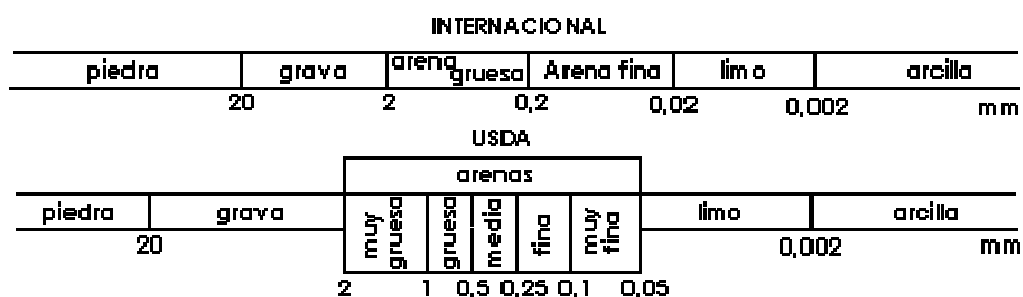 INTERNACIONAL
piedra grava arena gruesa Arena fina limo arcilla
20 2 0,2 0,02 0,002 mm
USDA
arenas
piedra grava muy gruesa gruesa media fina muy fina limo arcilla
20 0,002 mm
2 1 0,5 0,25 0,1 0,05